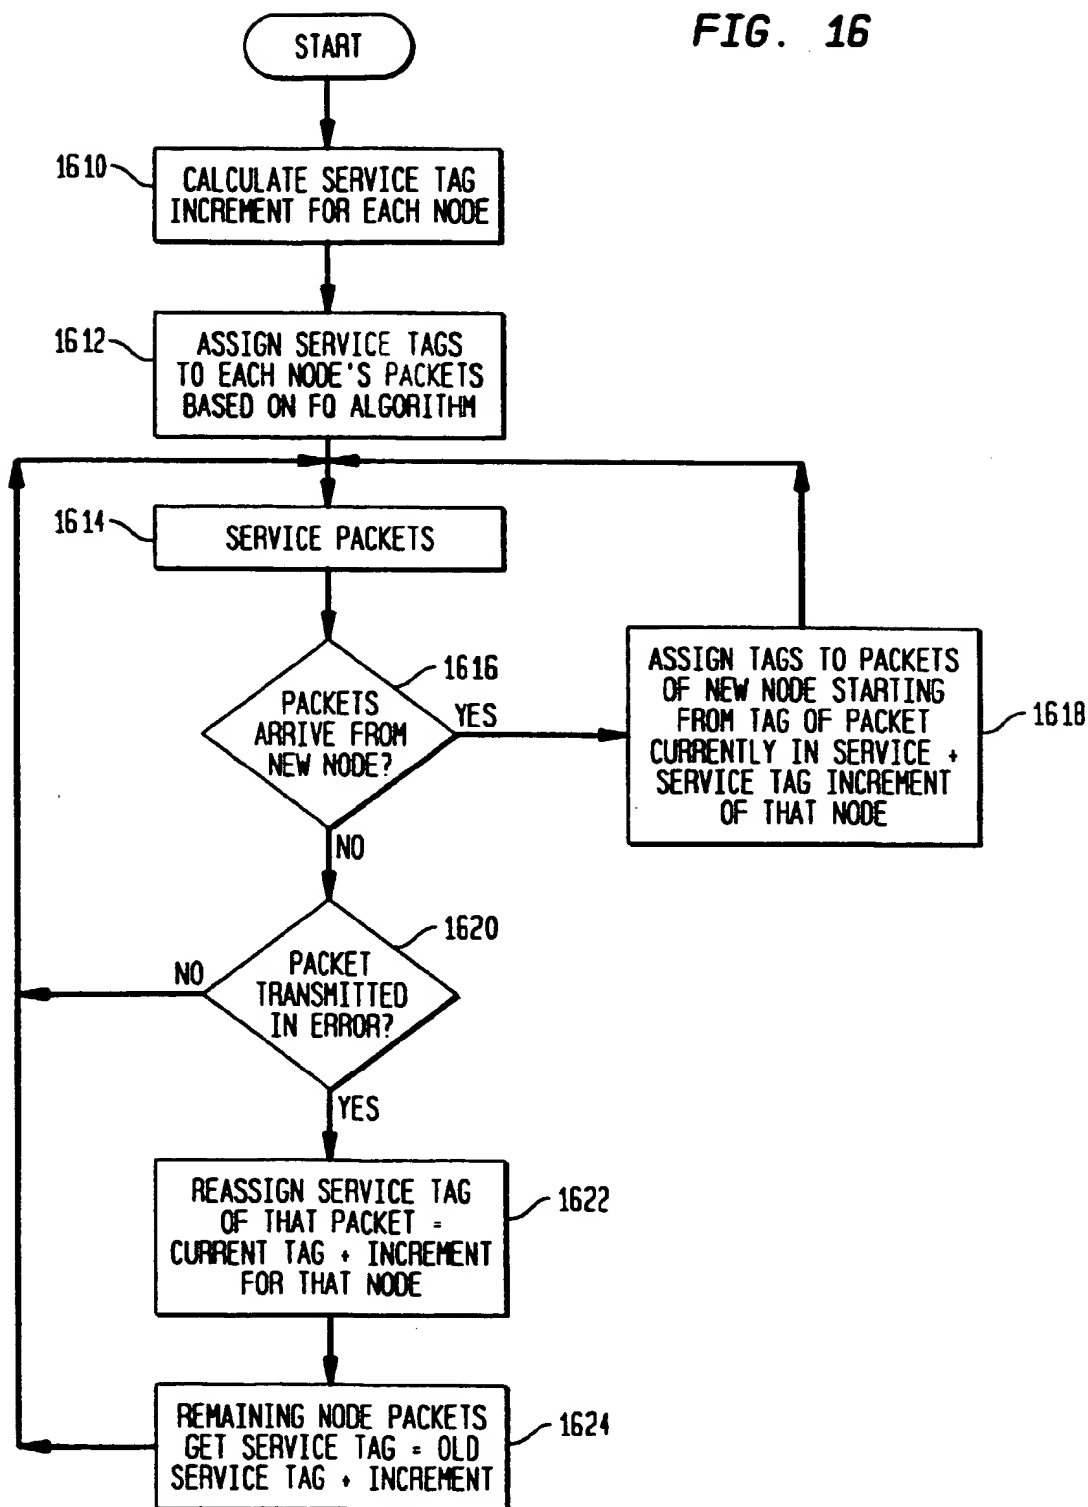 FIG. 16
START
1610
CALCULATE SERVICE TAG
INCREMENT FOR EACH NODE
1612
ASSIGN SERVICE TAGS
TO EACH NODE'S PACKETS
BASED ON FQ ALGORITHM
1614
SERVICE PACKETS
1616
PACKETS
ARRIVE FROM
NEW NODE?
YES
ASSIGN TAGS TO PACKETS
OF NEW NODE STARTING
FROM TAG OF PACKET
CURRENTLY IN SERVICE +
SERVICE TAG INCREMENT
OF THAT NODE
1618
NO
1620
PACKET
TRANSMITTED
IN ERROR?
NO
YES
REASSIGN SERVICE TAG
OF THAT PACKET =
CURRENT TAG + INCREMENT
FOR THAT NODE
1622
REMAINING NODE PACKETS
GET SERVICE TAG = OLD
SERVICE TAG + INCREMENT
1624